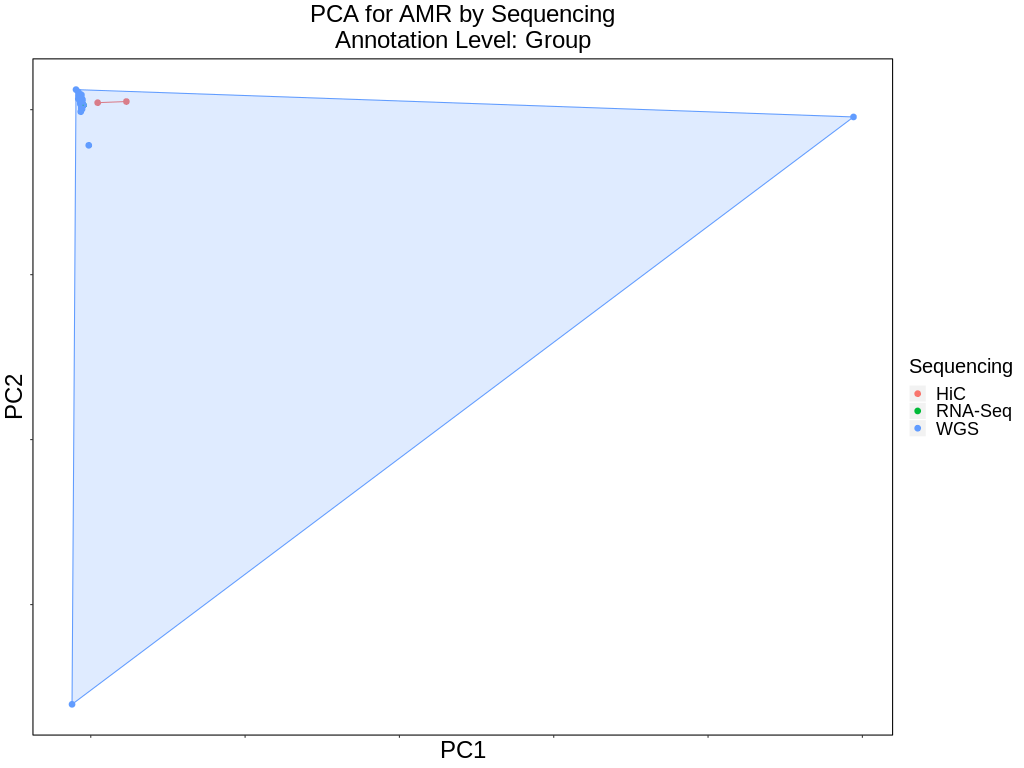 PCA for AMR by Sequencing
Annotation Level: Group
PC2
PC1
Sequencing
HiC
RNA-Seq
WGS